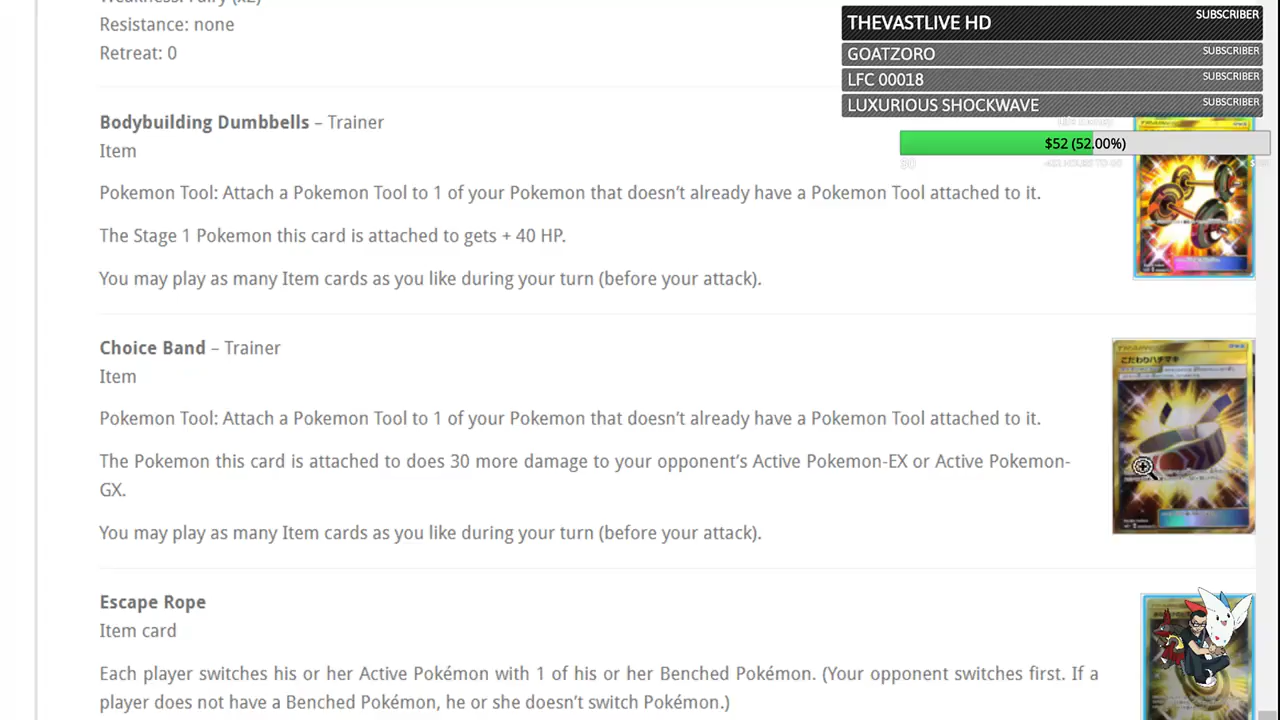 Resistance: none
Retreat: 0
THEVASTLIVE HD SUBSCRIBER
GOATZORO SUBSCRIBER
LFC 00018 SUBSCRIBER
LUXURIOUS SHOCKWAVE SUBSCRIBER
$52 (52.00%)
Bodybuilding Dumbbells – Trainer
Item
Pokemon Tool: Attach a Pokemon Tool to 1 of your Pokemon that doesn’t already have a Pokemon Tool attached to it.
The Stage 1 Pokemon this card is attached to gets + 40 HP.
You may play as many Item cards as you like during your turn (before your attack).
Choice Band – Trainer
Item
Pokemon Tool: Attach a Pokemon Tool to 1 of your Pokemon that doesn’t already have a Pokemon Tool attached to it.
The Pokemon this card is attached to does 30 more damage to your opponent’s Active Pokemon-EX or Active Pokemon-
GX.
You may play as many Item cards as you like during your turn (before your attack).
こだわりハチマキ
Escape Rope
Item card
Each player switches his or her Active Pokémon with 1 of his or her Benched Pokémon. (Your opponent switches first. If a
player does not have a Benched Pokémon, he or she doesn’t switch Pokémon.)